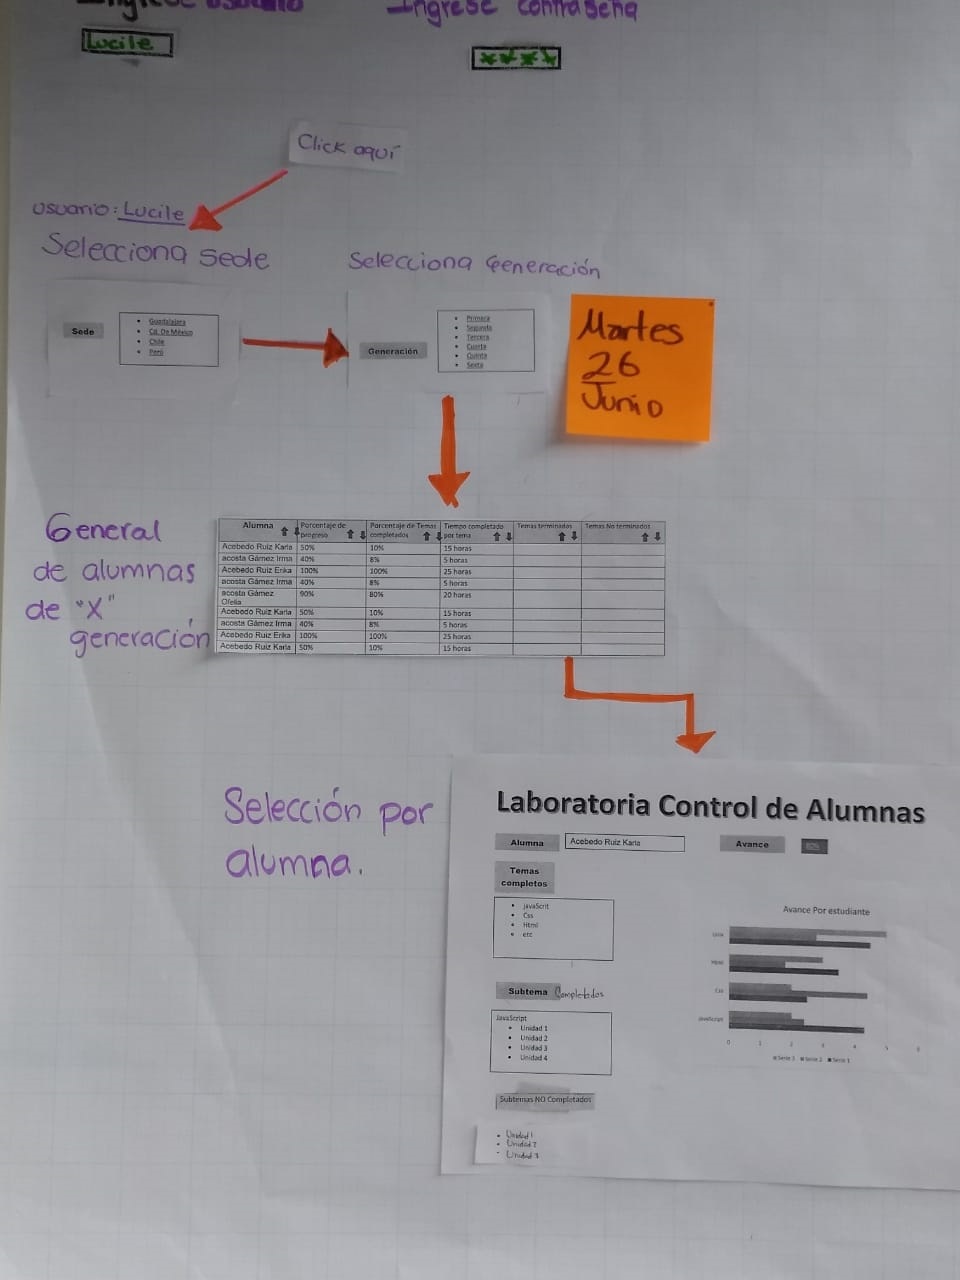 Ingrese usuario
Ingrese contraseña
Lucile
Click aquí
usuario: Lucile
Selecciona Sede
Selecciona Generación
Sede
Guadalajara
Cd. De México
Chile
Perú
Generación
Primera
Segunda
Tercera
Cuarta
Quinta
Sexta
Martes
26
Junio
General
de alumnas
de "X"
generación
Alumna Porcentaje de progreso Porcentaje de Temas completados Tiempo completado por tema Temas terminados Temas No terminados
Acebedo Ruiz Karla 50% 10% 15 horas
acosta Gámez Irma 40% 8% 5 horas
Acebedo Ruiz Erika 100% 100% 25 horas
acosta Gámez Irma 40% 8% 5 horas
acosta Gámez Ofelia 90% 80% 20 horas
Acebedo Ruiz Karla 50% 10% 15 horas
acosta Gámez Irma 40% 8% 5 horas
Acebedo Ruiz Erika 100% 100% 25 horas
Acebedo Ruiz Karla 50% 10% 15 horas
Selección por
alumna.
Laboratoria Control de Alumnas
Alumna Acebedo Ruiz Karla Avance
Temas
completos
javaScrit
Css
Html
etc
Avance Por estudiante
Css
javaScript
0 1 2 3 4 5 6
Serie 3 Serie 2 Serie 1
Subtema Completados
JavaScript
Unidad 1
Unidad 2
Unidad 3
Unidad 4
Subtemas NO Completados
Unidad 1
Unidad 2
Unidad 3